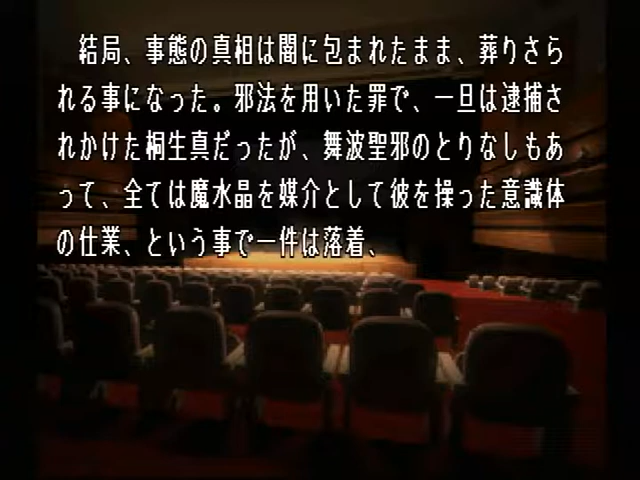 結局、事態の真相は闇に包まれたまま、葬りさら
れる事になった。邪法を用いた罪で、一旦は逮捕さ
れかけた桐生真だったが、舞波聖邪のとりなしもあ
って、全ては魔水晶を媒介として彼を操った意識体
の仕業、という事で一件は落着、